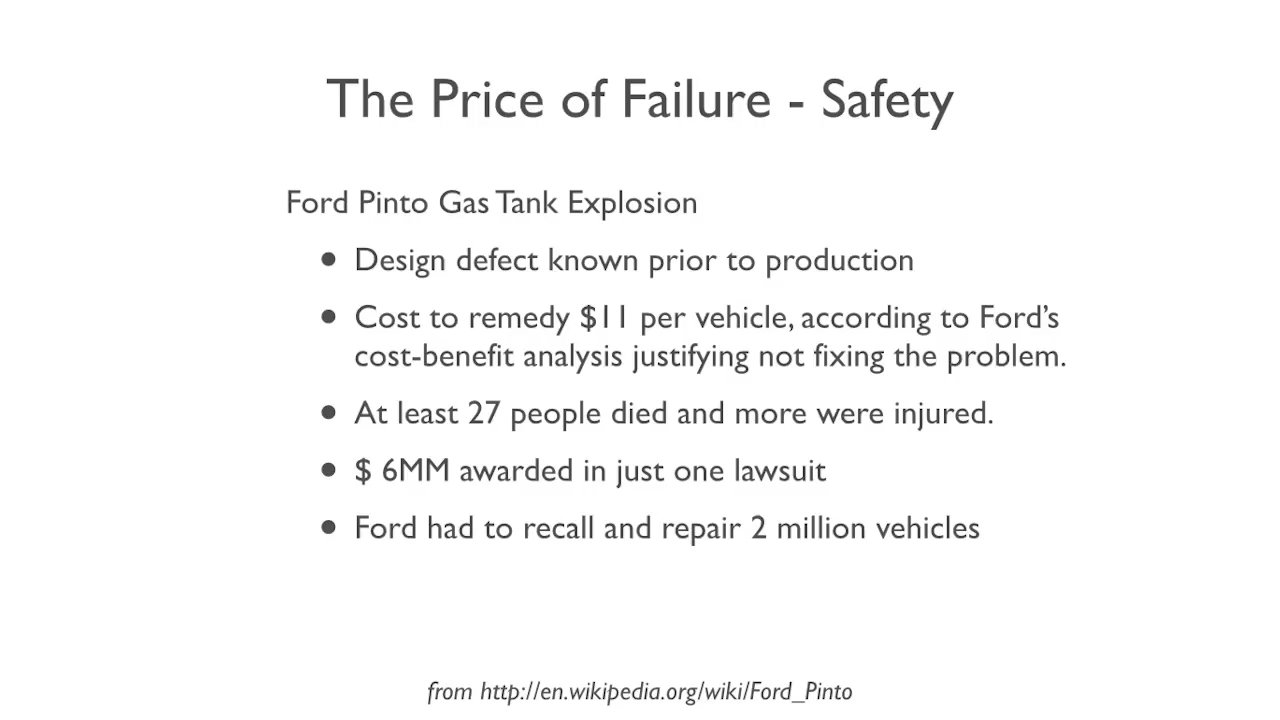 The Price of Failure - Safety
Ford Pinto Gas Tank Explosion
• Design defect known prior to production
• Cost to remedy $11 per vehicle, according to Ford’s
cost-benefit analysis justifying not fixing the problem.
• At least 27 people died and more were injured.
• $ 6MM awarded in just one lawsuit
• Ford had to recall and repair 2 million vehicles
from http://en.wikipedia.org/wiki/Ford_Pinto